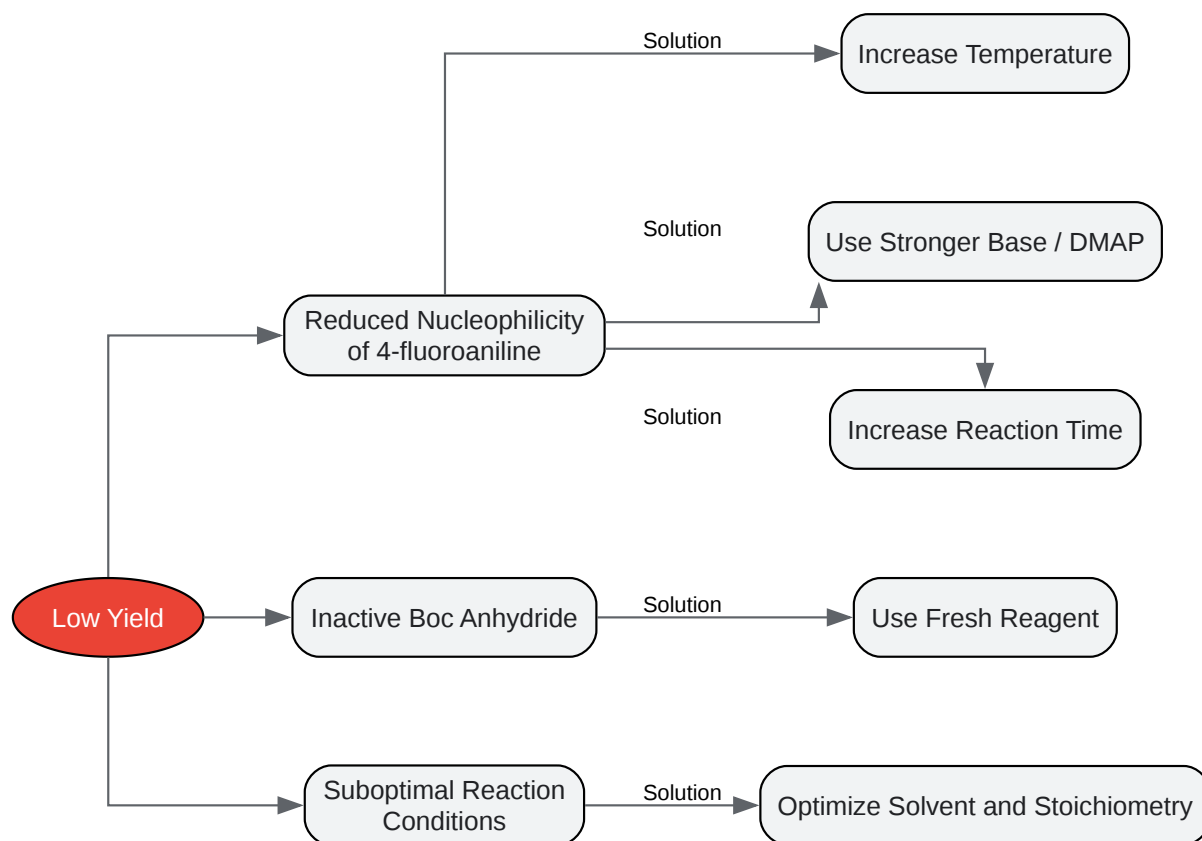 Solution
Increase Temperature
Solution
Use Stronger Base / DMAP
Reduced Nucleophilicity
of 4-fluoroaniline
Solution
Increase Reaction Time
Low Yield
Inactive Boc Anhydride
Solution
Use Fresh Reagent
Suboptimal Reaction
Conditions
Solution
Optimize Solvent and Stoichiometry